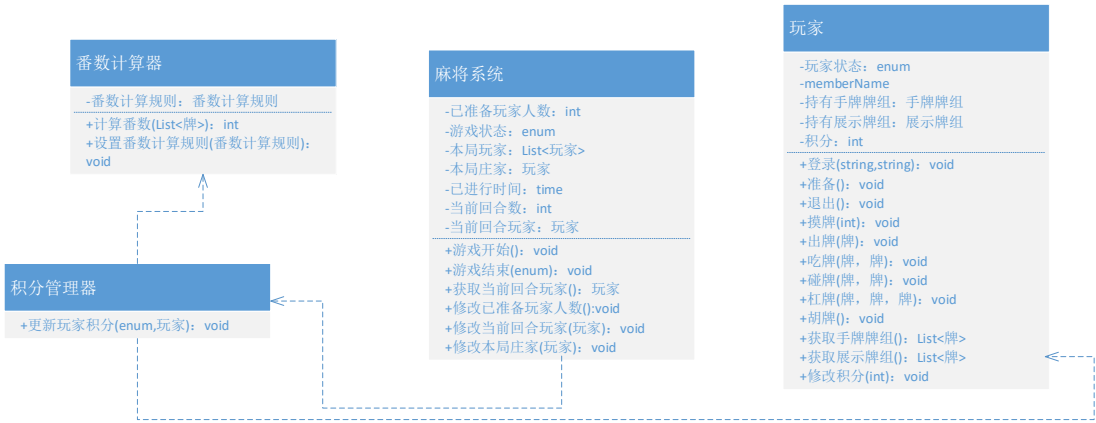 番数计算器
-番数计算规则：番数计算规则
+计算番数(List<牌>)：int
+设置番数计算规则(番数计算规则)：
void
积分管理器
+更新玩家积分(enum,玩家)：void
麻将系统
-已准备玩家人数：int
-游戏状态：enum
-本局玩家：List<玩家>
-本局庄家：玩家
-已进行时间：time
-当前回合数：int
-当前回合玩家：玩家
+游戏开始()：void
+游戏结束(enum)：void
+获取当前回合玩家()：玩家
+修改已准备玩家人数():void
+修改当前回合玩家(玩家)：void
+修改本局庄家(玩家)：void
玩家
-玩家状态：enum
-memberName
-持有手牌牌组：手牌牌组
-持有展示牌组：展示牌组
-积分：int
+登录(string,string)：void
+准备()：void
+退出()：void
+摸牌(int)：void
+出牌(牌)：void
+吃牌(牌，牌)：void
+碰牌(牌，牌)：void
+杠牌(牌，牌，牌)：void
+胡牌()：void
+获取手牌牌组()：List<牌>
+获取展示牌组()：List<牌>
+修改积分(int)：void